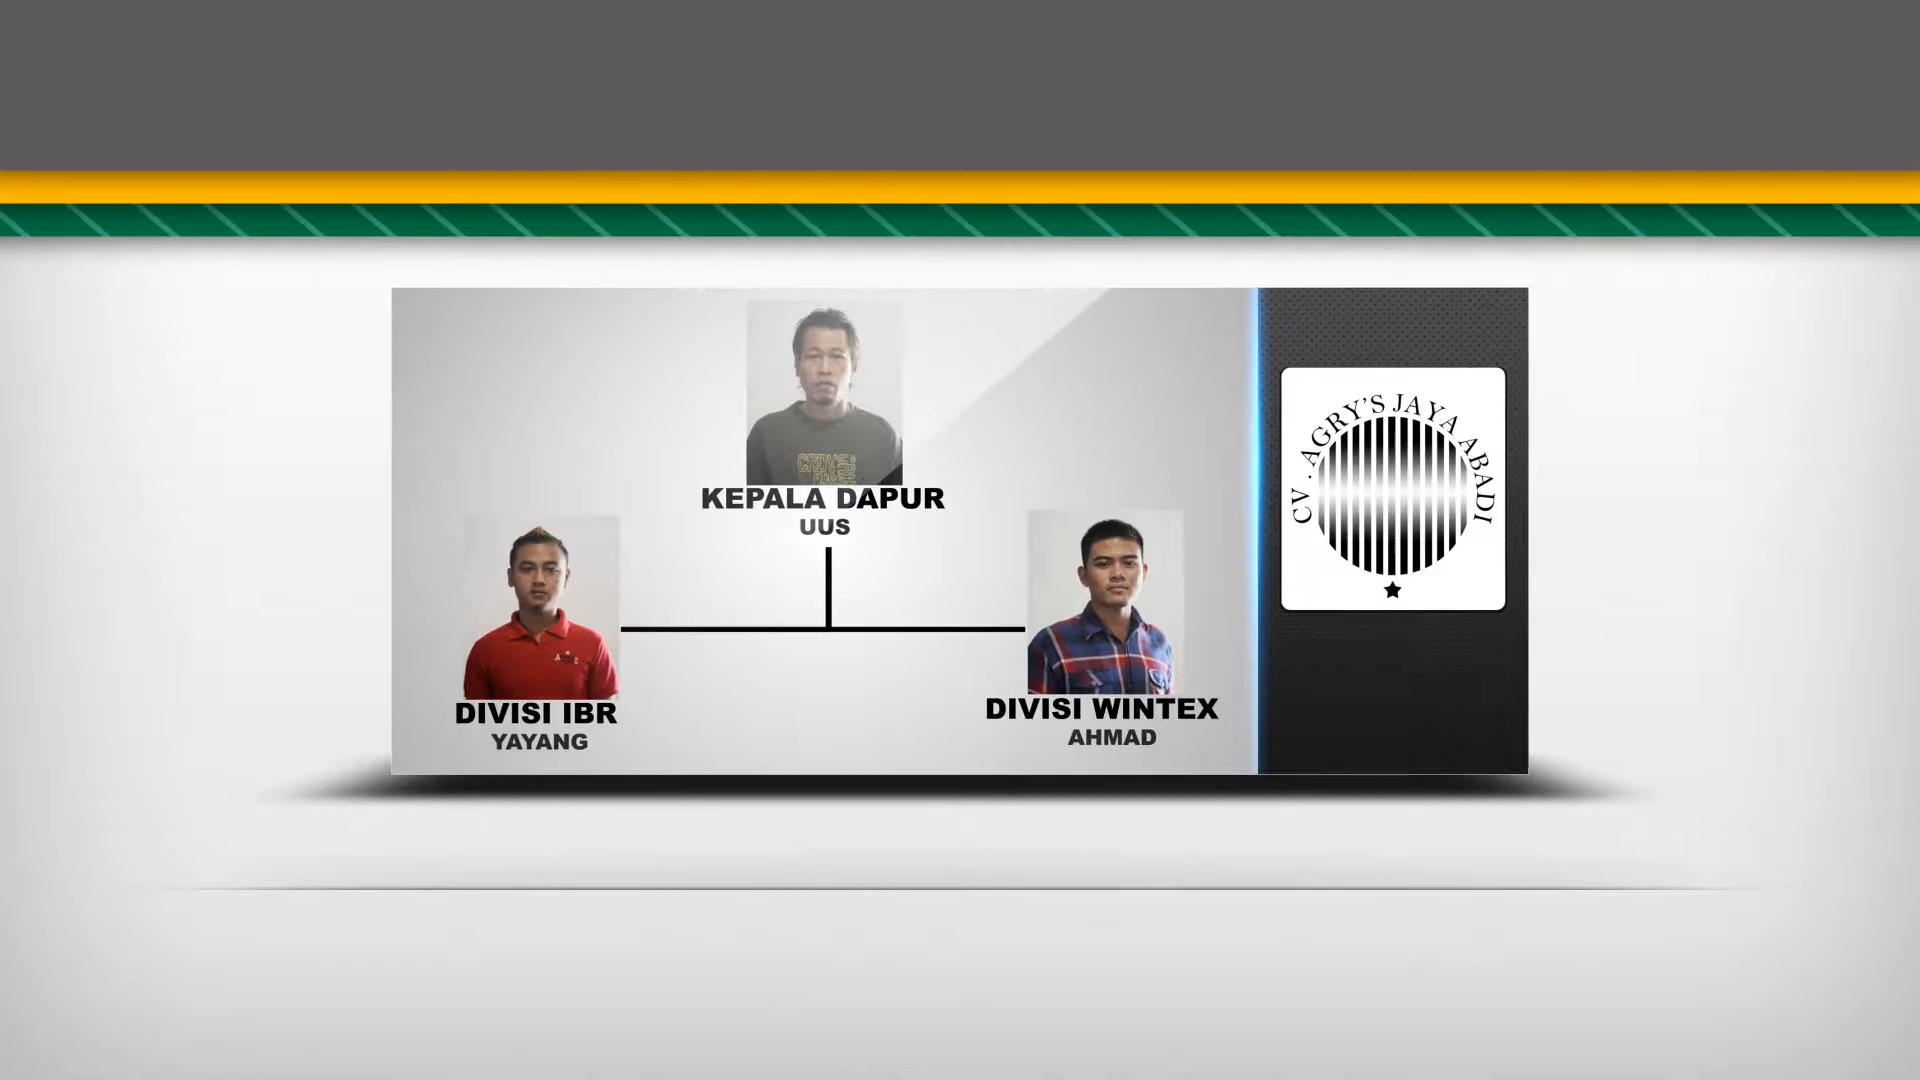 KEPALA DAPUR
UUS
DIVISI IBR
YAYANG
DIVISI WINTEX
AHMAD
CV . AGRY'S JAYA ABADI